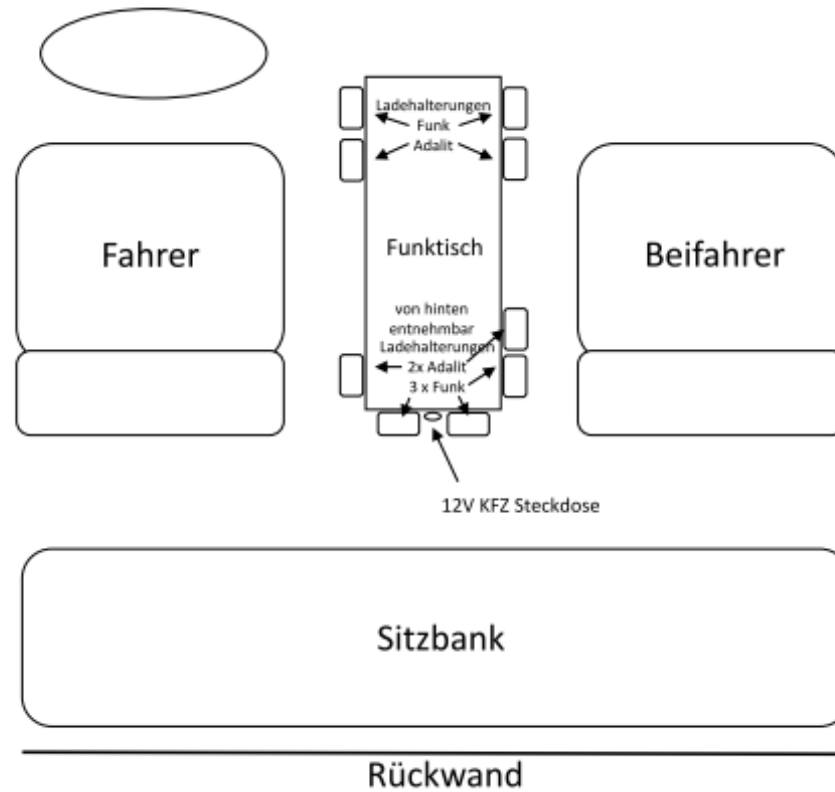 Ladehalterungen
Funk
Adalit
Fahrer
Funktisch
Beifahrer
von hinten
entnehmbar
Ladehalterungen
2x Adalit
3 x Funk
12V KFZ Steckdose
Sitzbank
Rückwand